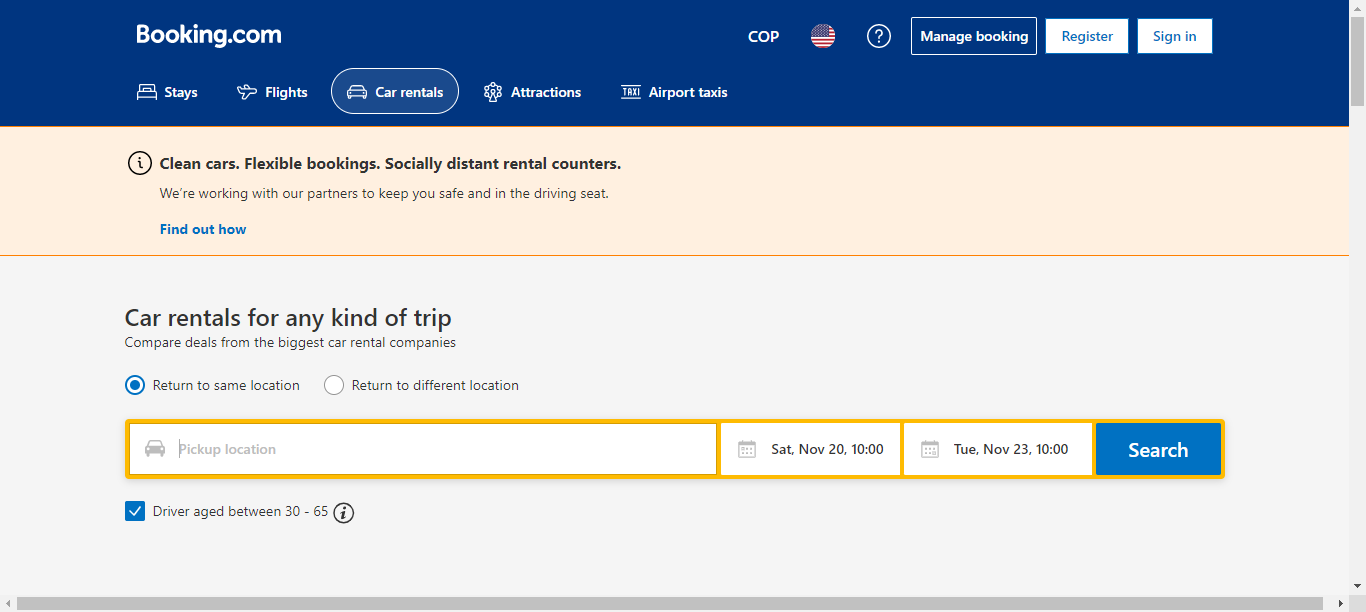 Booking.com
COP
?
Manage booking
Register
Sign in
Stays
Flights
Car rentals
Attractions
TAXI
Airport taxis
Clean cars. Flexible bookings. Socially distant rental counters.
We're working with our partners to keep you safe and in the driving seat.
Find out how
Car rentals for any kind of trip
Compare deals from the biggest car rental companies
Return to same location
Return to different location
Pickup location
Sat, Nov 20, 10:00
Tue, Nov 23, 10:00
Search
Driver aged between 30 - 65